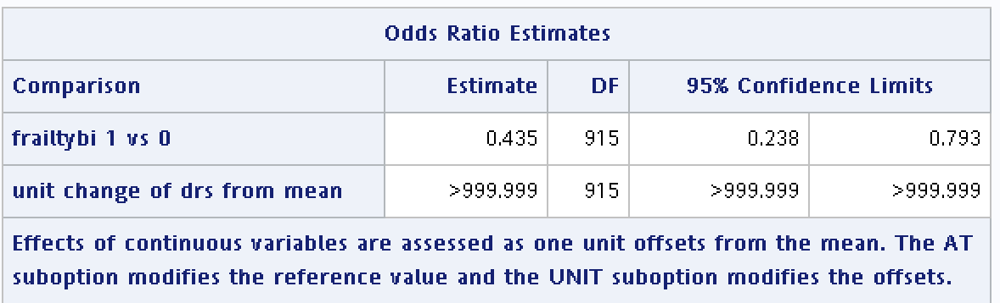 Odds Ratio Estimates
Comparison Estimate DF 95% Confidence Limits
frailtybi 1 vs 0 0.435 915 0.238 0.793
unit change of drs from mean >999.999 915 >999.999 >999.999
Effects of continuous variables are assessed as one unit offsets from the mean. The AT
suboption modifies the reference value and the UNIT suboption modifies the offsets.